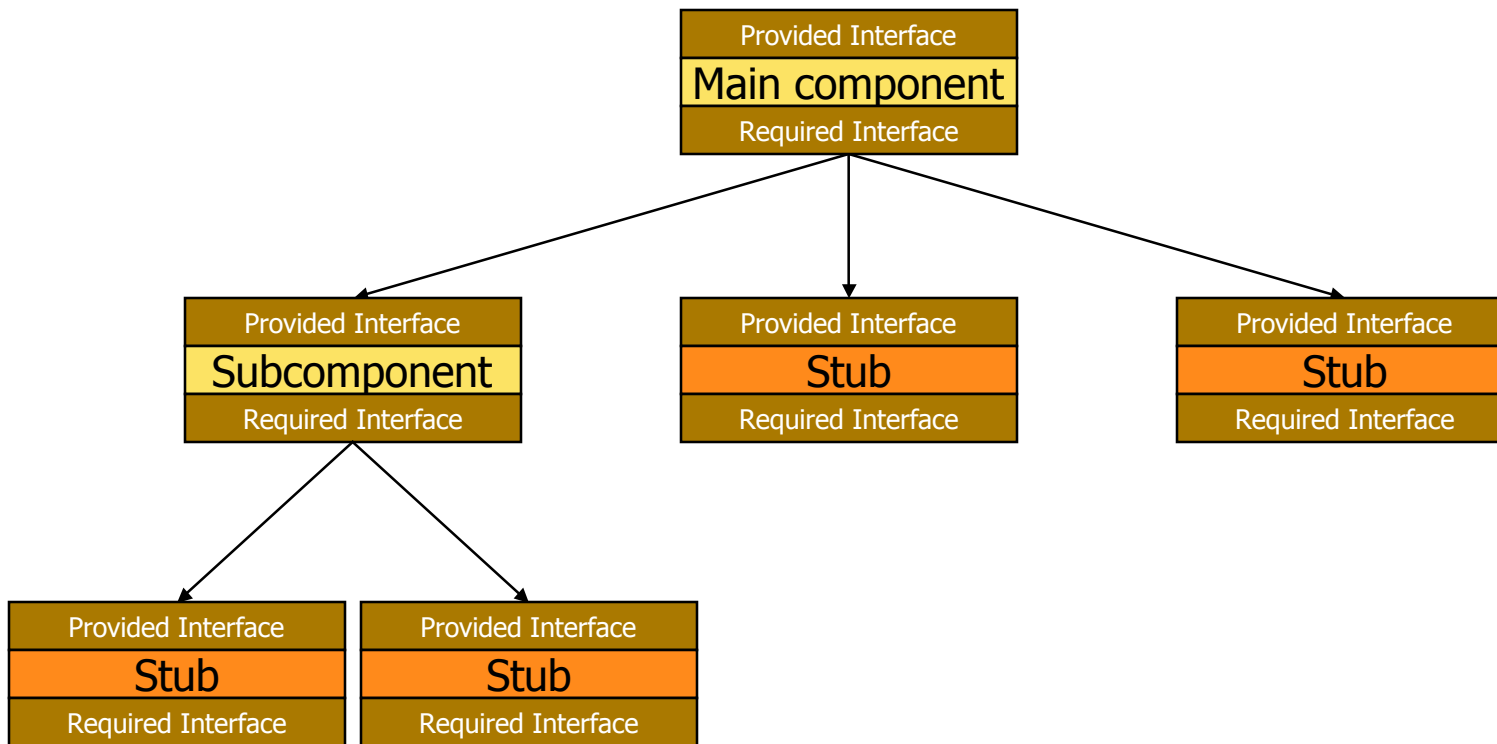 Provided Interface
Main component
Required Interface
Provided Interface
Subcomponent
Required Interface
Provided Interface
Stub
Required Interface
Provided Interface
Stub
Required Interface
Provided Interface
Stub
Required Interface
Provided Interface
Stub
Required Interface